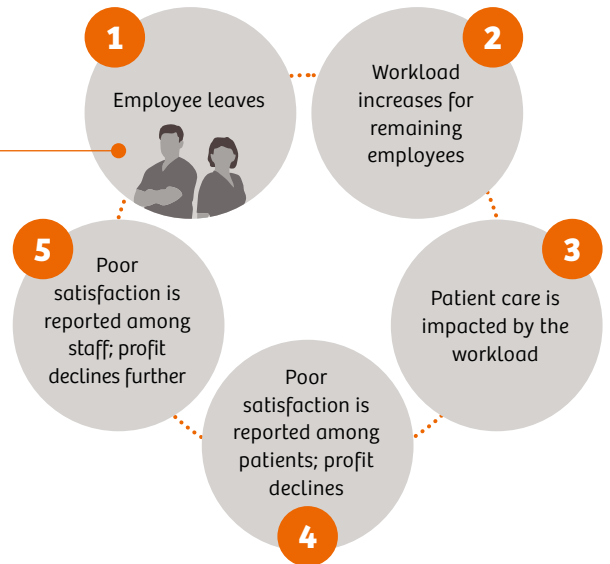 1
Employee leaves
2
Workload
increases for
remaining
employees
3
Patient care is
impacted by the
workload
Poor
satisfaction is
reported among
patients; profit
declines
4
5
Poor
satisfaction is
reported among
staff; profit
declines further